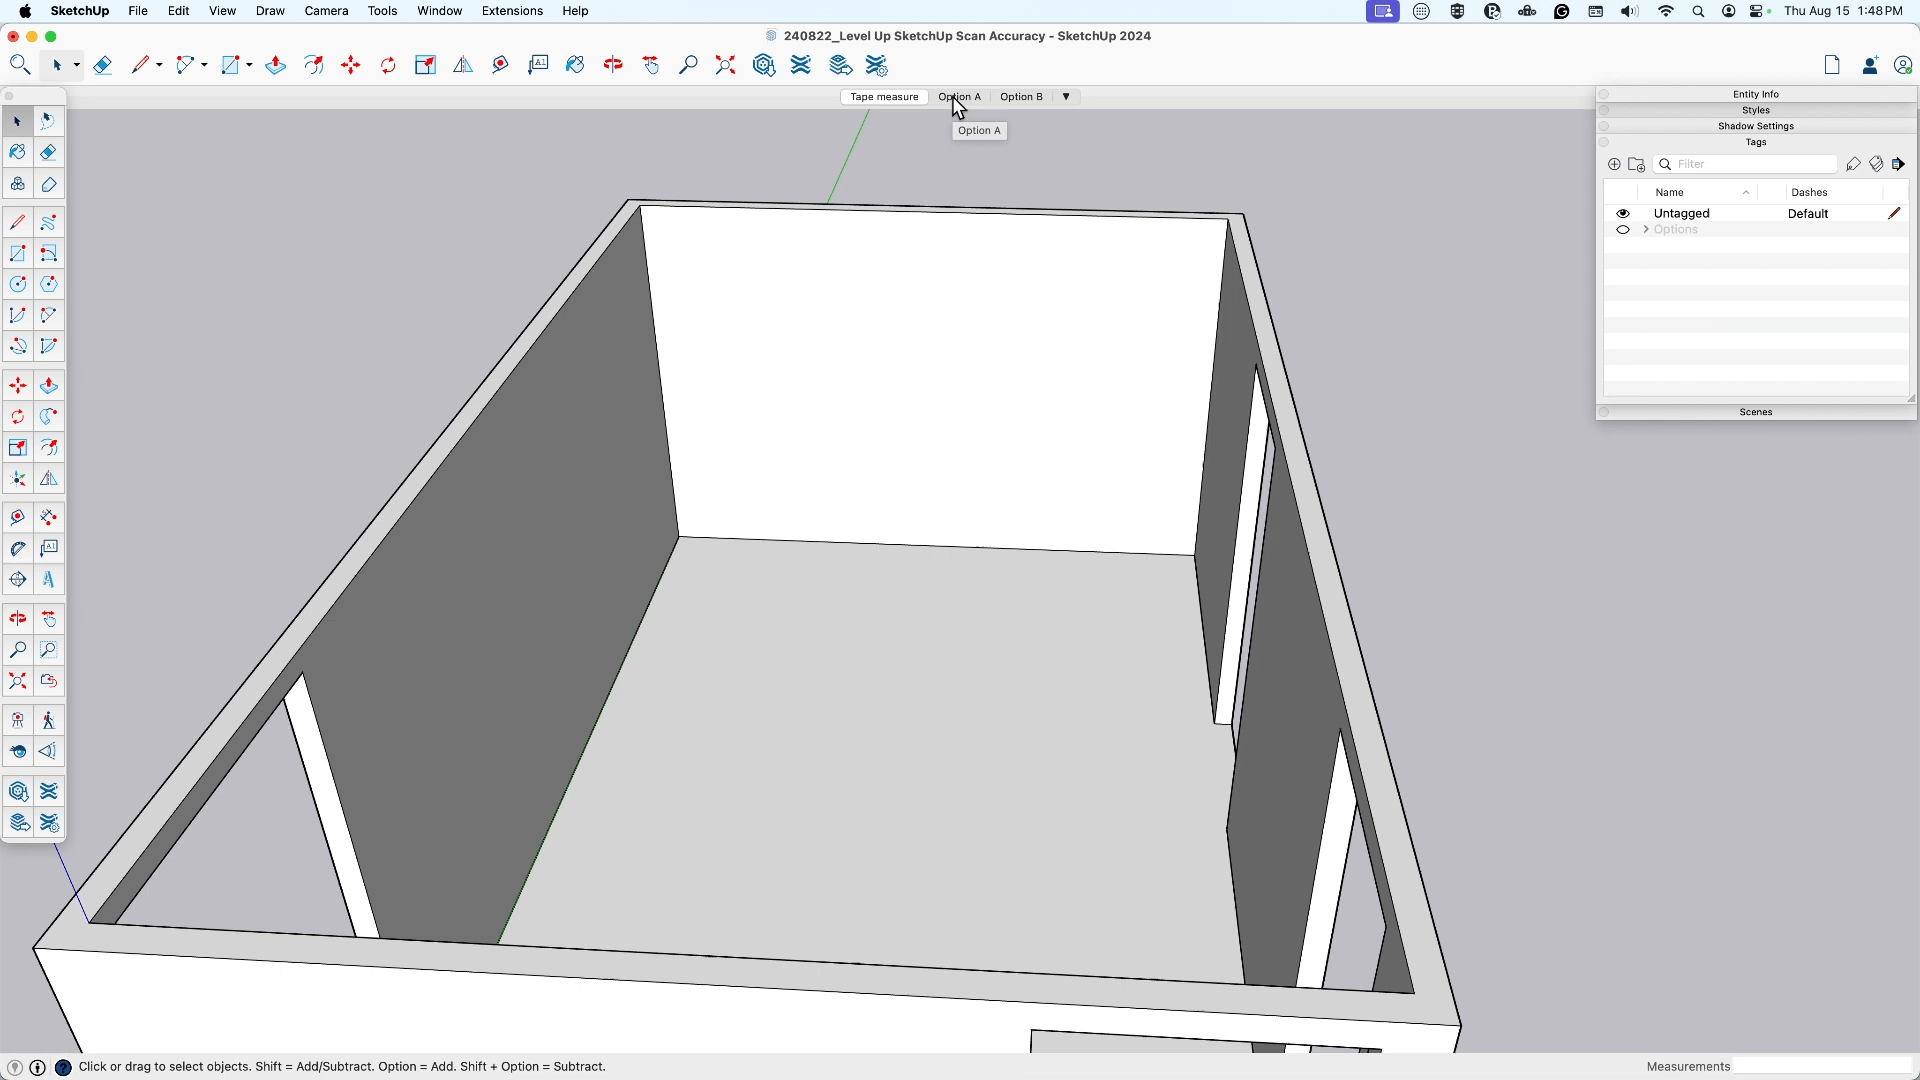 SketchUp File Edit View Draw Camera Tools Window Extensions Help Thu Aug 15 1:48 PM
240822_Level Up SketchUp Scan Accuracy - SketchUp 2024
Tape measure Option A Option B ▼
Option A
Entity Info
Styles
Shadow Settings
Tags
Filter
Name Dashes
Untagged Default
Options
Scenes
Click or drag to select objects. Shift = Add/Subtract. Option = Add. Shift + Option = Subtract.
Measurements